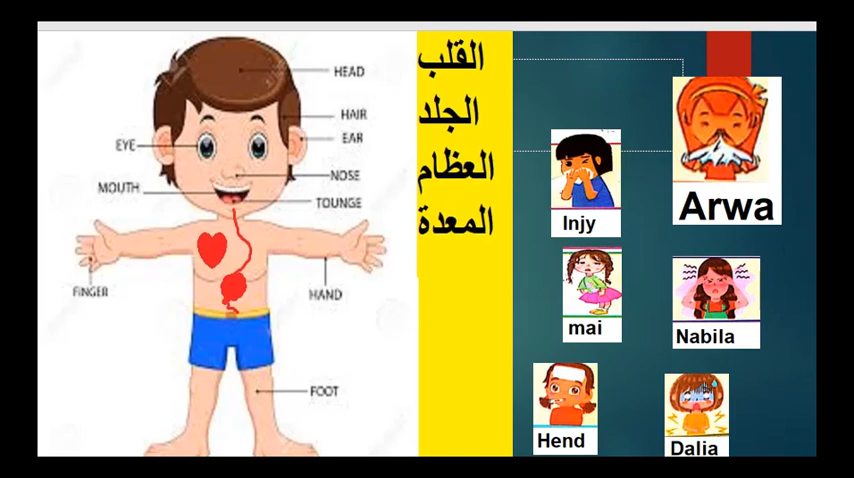 HEAD
HAIR
EAR
EYE
NOSE
MOUTH
TOUNGE
FINGER
HAND
FOOT
القلب
الجلد
العظام
المعدة
Arwa
Injy
mai
Nabila
Hend
Dalia